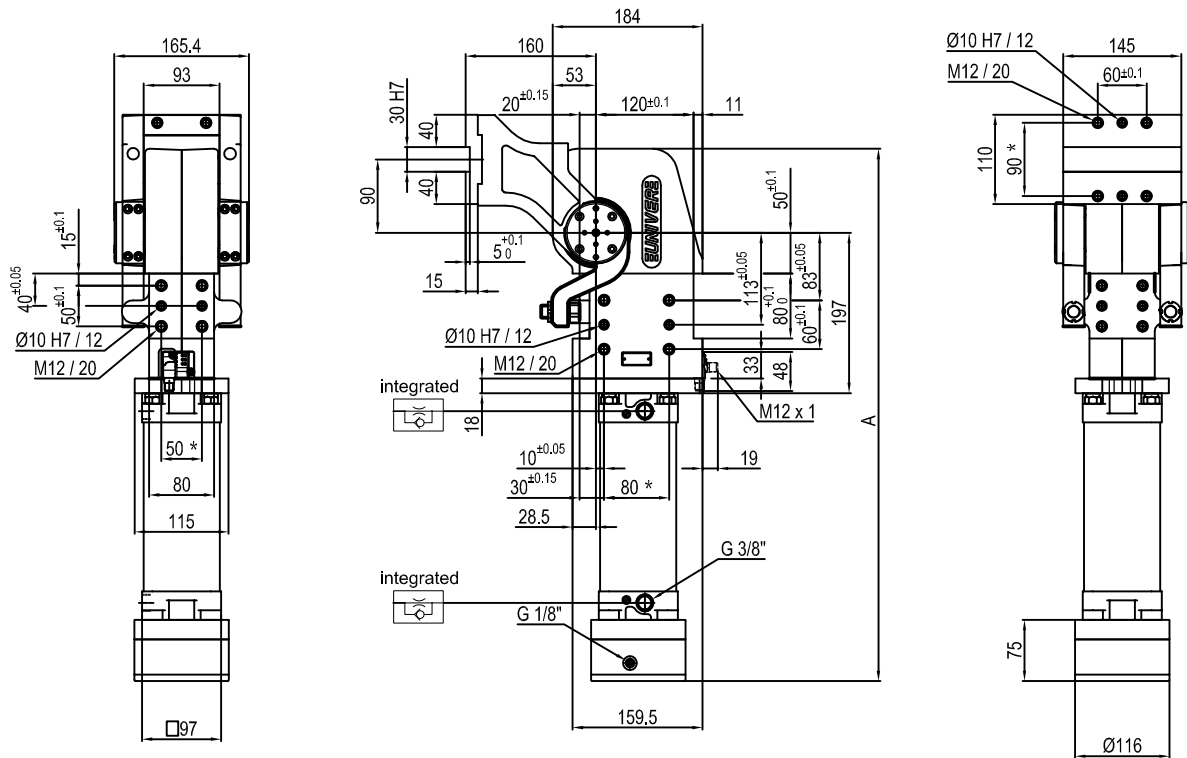 165.4
93
15±0.1
40±0.05
50±0.1
Ø10 H7 / 12
M12 / 20
50 *
80
115
□97
184
160
53
20±0.15
120±0.1
11
30 H7
40
90
40
5 +0.1 0
15
UNIVER
50±0.1
83±0.05
113±0.05
80 +0.1 0
60±0.1
197
33
48
Ø10 H7 / 12
M12 / 20
integrated
18
M12 x 1
A
10±0.05
19
30±0.15
80 *
28.5
integrated
G 3/8"
G 1/8"
159.5
Ø10 H7 / 12
M12 / 20
145
60±0.1
110
90 *
75
Ø116